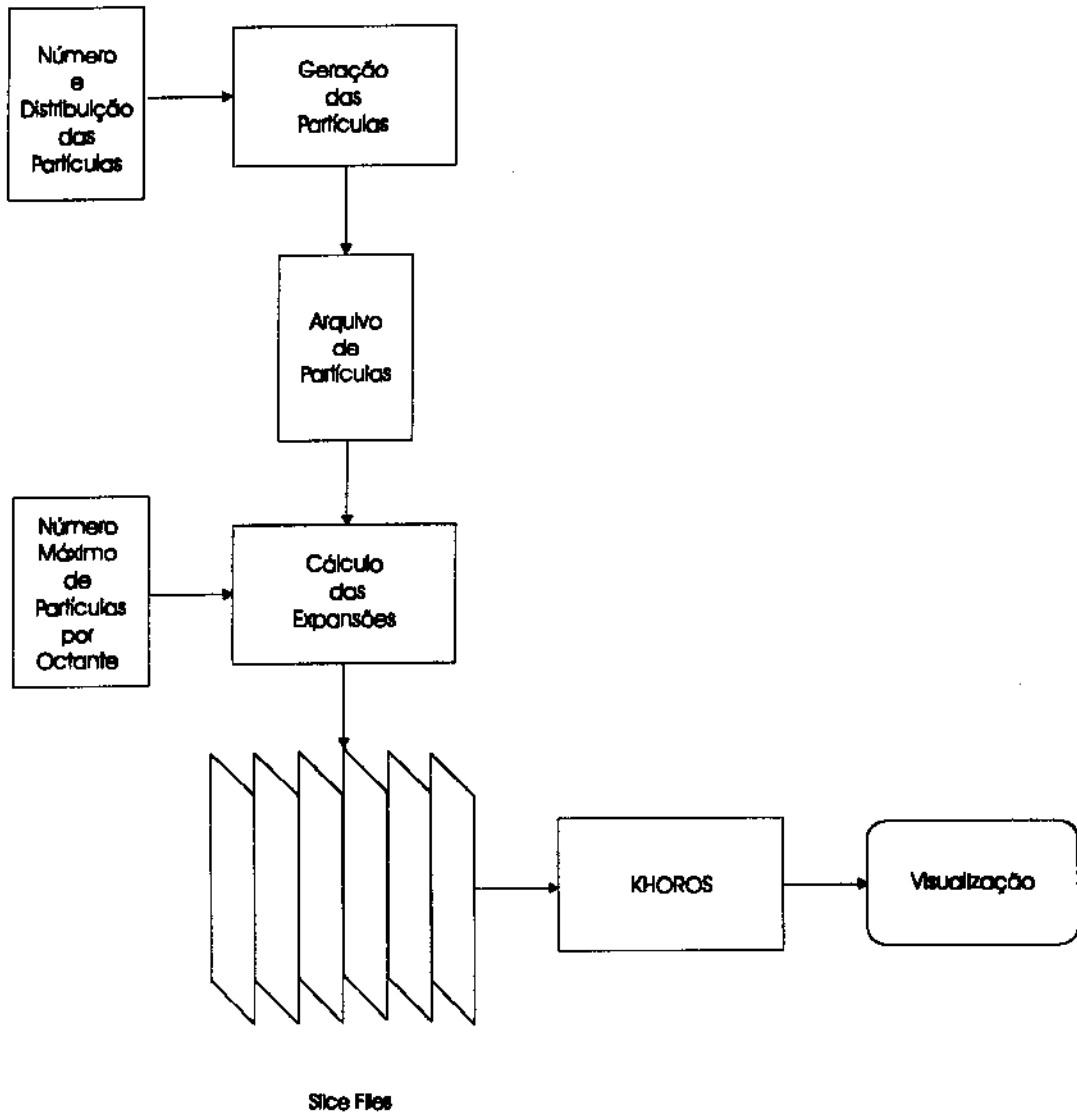 Número
e
Distribuição
das
Partículas
Geração
das
Partículas
Arquivo
de
Partículas
Número
Máximo
de
Partículas
por
Octante
Cálculo
das
Expansões
KHOROS
Visualização
Slice Files